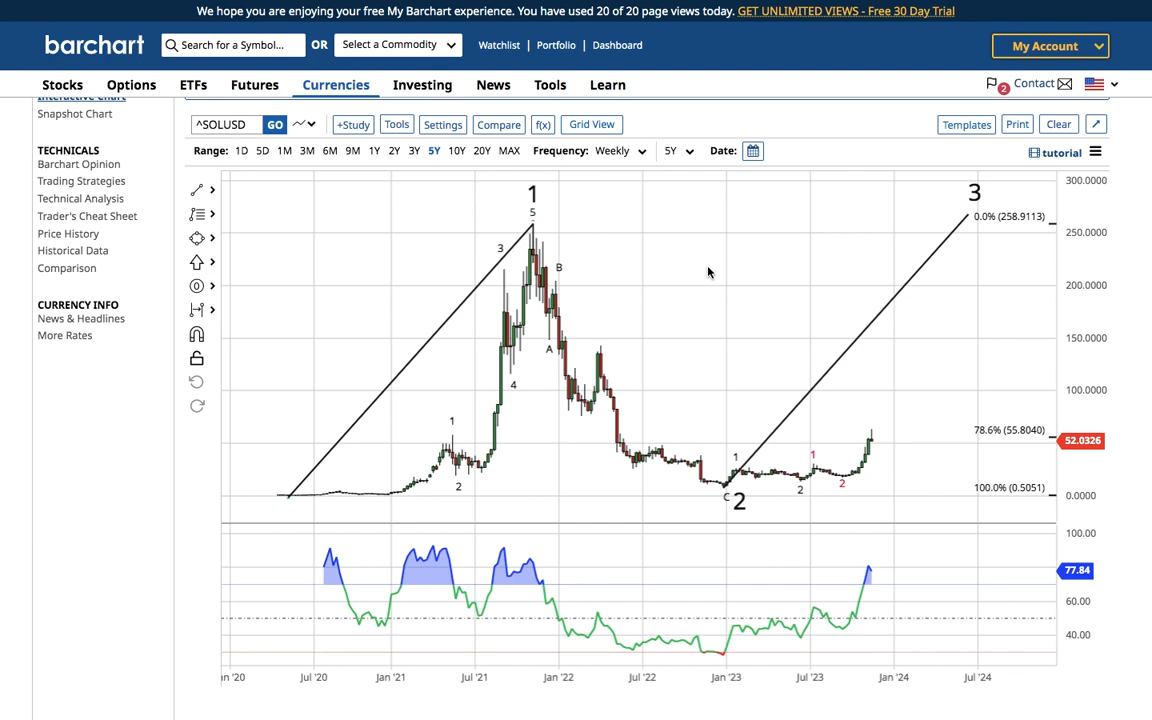 We hope you are enjoying your free My Barchart experience. You have used 20 of 20 page views today. GET UNLIMITED VIEWS - Free 30 Day Trial
barchart Search for a Symbol... OR Select a Commodity Watchlist | Portfolio | Dashboard My Account
Stocks Options ETFs Futures Currencies Investing News Tools Learn 2 Contact
Interactive Chart
Snapshot Chart
TECHNICALS
Barchart Opinion
Trading Strategies
Technical Analysis
Trader's Cheat Sheet
Price History
Historical Data
Comparison
CURRENCY INFO
News & Headlines
More Rates
^SOLUSD GO +Study Tools Settings Compare f(x) Grid View Templates Print Clear
Range: 1D 5D 1M 3M 6M 9M 1Y 2Y 3Y 5Y 10Y 20Y MAX Frequency: Weekly 5Y Date: tutorial
300.0000
1 3
5 0.0% (258.9113)
250.0000
3
B
200.0000
150.0000
A
4
100.0000
1
78.6% (55.8040)
52.0326
1 1
2 2 2
100.0% (0.5051)
C 2
0.0000
100.00
77.84
60.00
40.00
n '20 Jul '20 Jan '21 Jul '21 Jan '22 Jul '22 Jan '23 Jul '23 Jan '24 Jul '24